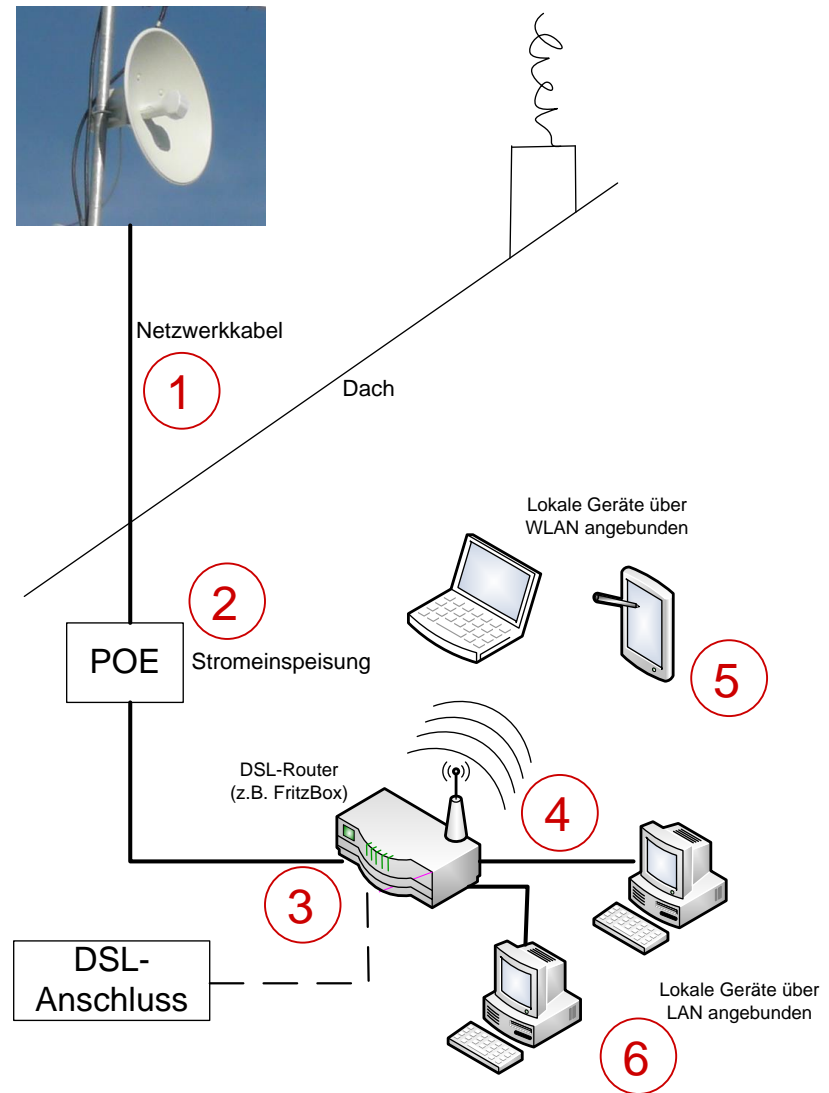 Netzwerkkabel
1
Dach
Lokale Geräte über
WLAN angebunden
2
POE
Stromeinspeisung
5
DSL-Router
(z.B. FritzBox)
4
3
DSL-
Anschluss
Lokale Geräte über
LAN angebunden
6